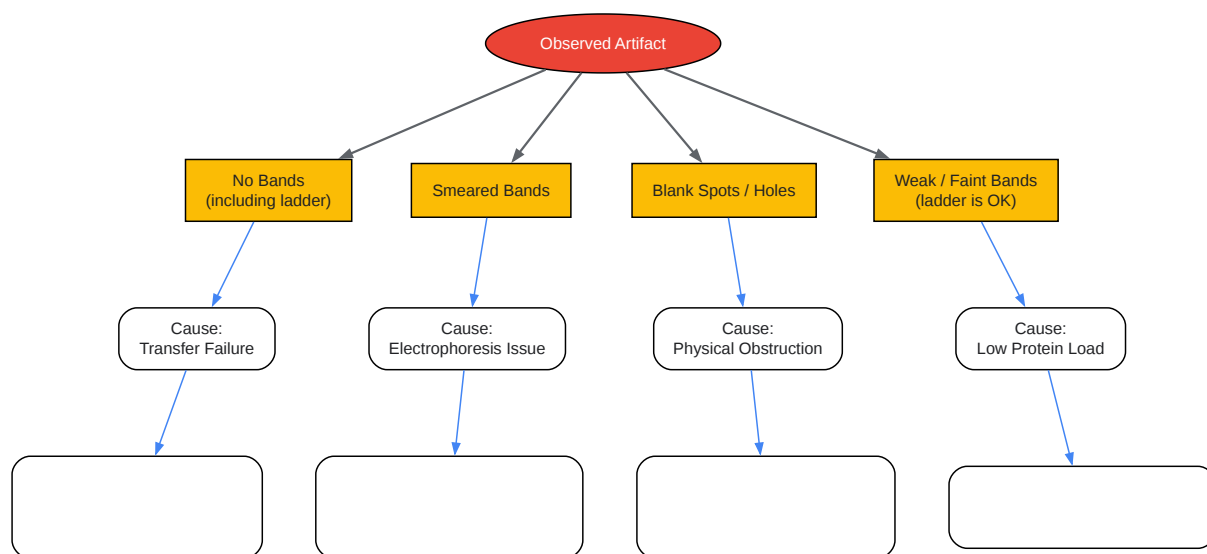 Observed Artifact
No Bands
(including ladder)
Smeared Bands
Blank Spots / Holes
Weak / Faint Bands
(ladder is OK)
Cause:
Transfer Failure
Cause:
Electrophoresis Issue
Cause:
Physical Obstruction
Cause:
Low Protein Load